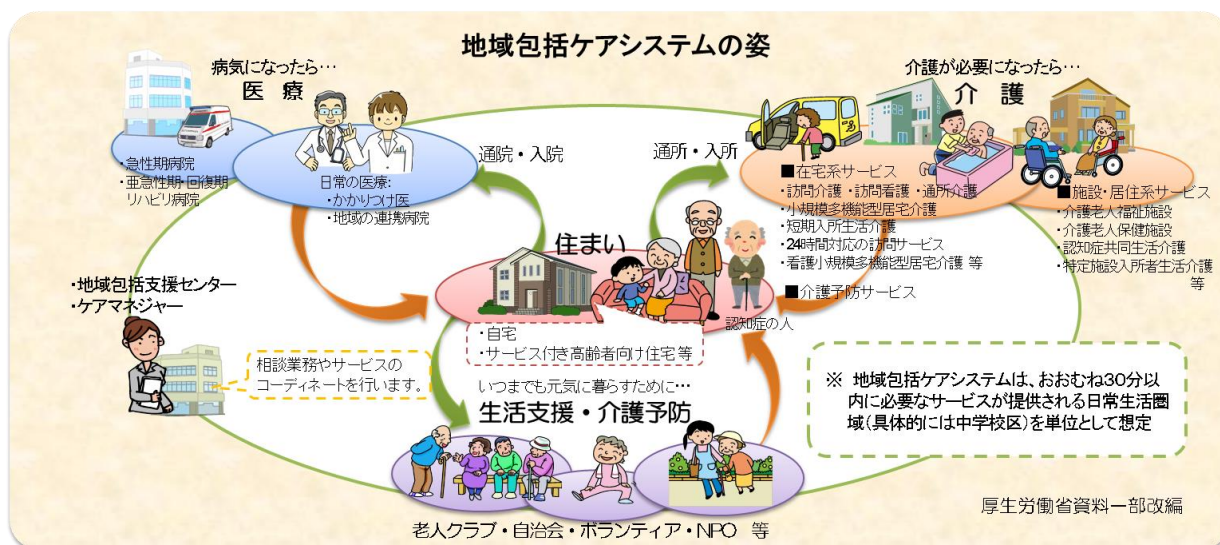 地域包括ケアシステムの姿
病気になったら…
医 療
・急性期病院
・亜急性期・回復期
リハビリ病院
日常の医療:
・かかりつけ医
・地域の連携病院
通院・入院
通所・入所
介護が必要になったら…
介 護
■在宅系サービス
・訪問介護・訪問看護・通所介護
・小規模多機能型居宅介護
・短期入所生活介護
・24時間対応の訪問サービス
・看護小規模多機能型居宅介護 等
■介護予防サービス
■施設・居住系サービス
・介護老人福祉施設
・介護老人保健施設
・認知症共同生活介護
・特定施設入所者生活介護
等
住まい
認知症の人
・自宅
・サービス付き高齢者向け住宅 等
・地域包括支援センター
・ケアマネジャー
相談業務やサービスの
コーディネートを行います。
いつまでも元気に暮らすために…
生活支援・介護予防
老人クラブ・自治会・ボランティア・NPO 等
※ 地域包括ケアシステムは、おおむね30分以
内に必要なサービスが提供される日常生活圏
域(具体的には中学校区)を単位として想定
厚生労働省資料一部改編